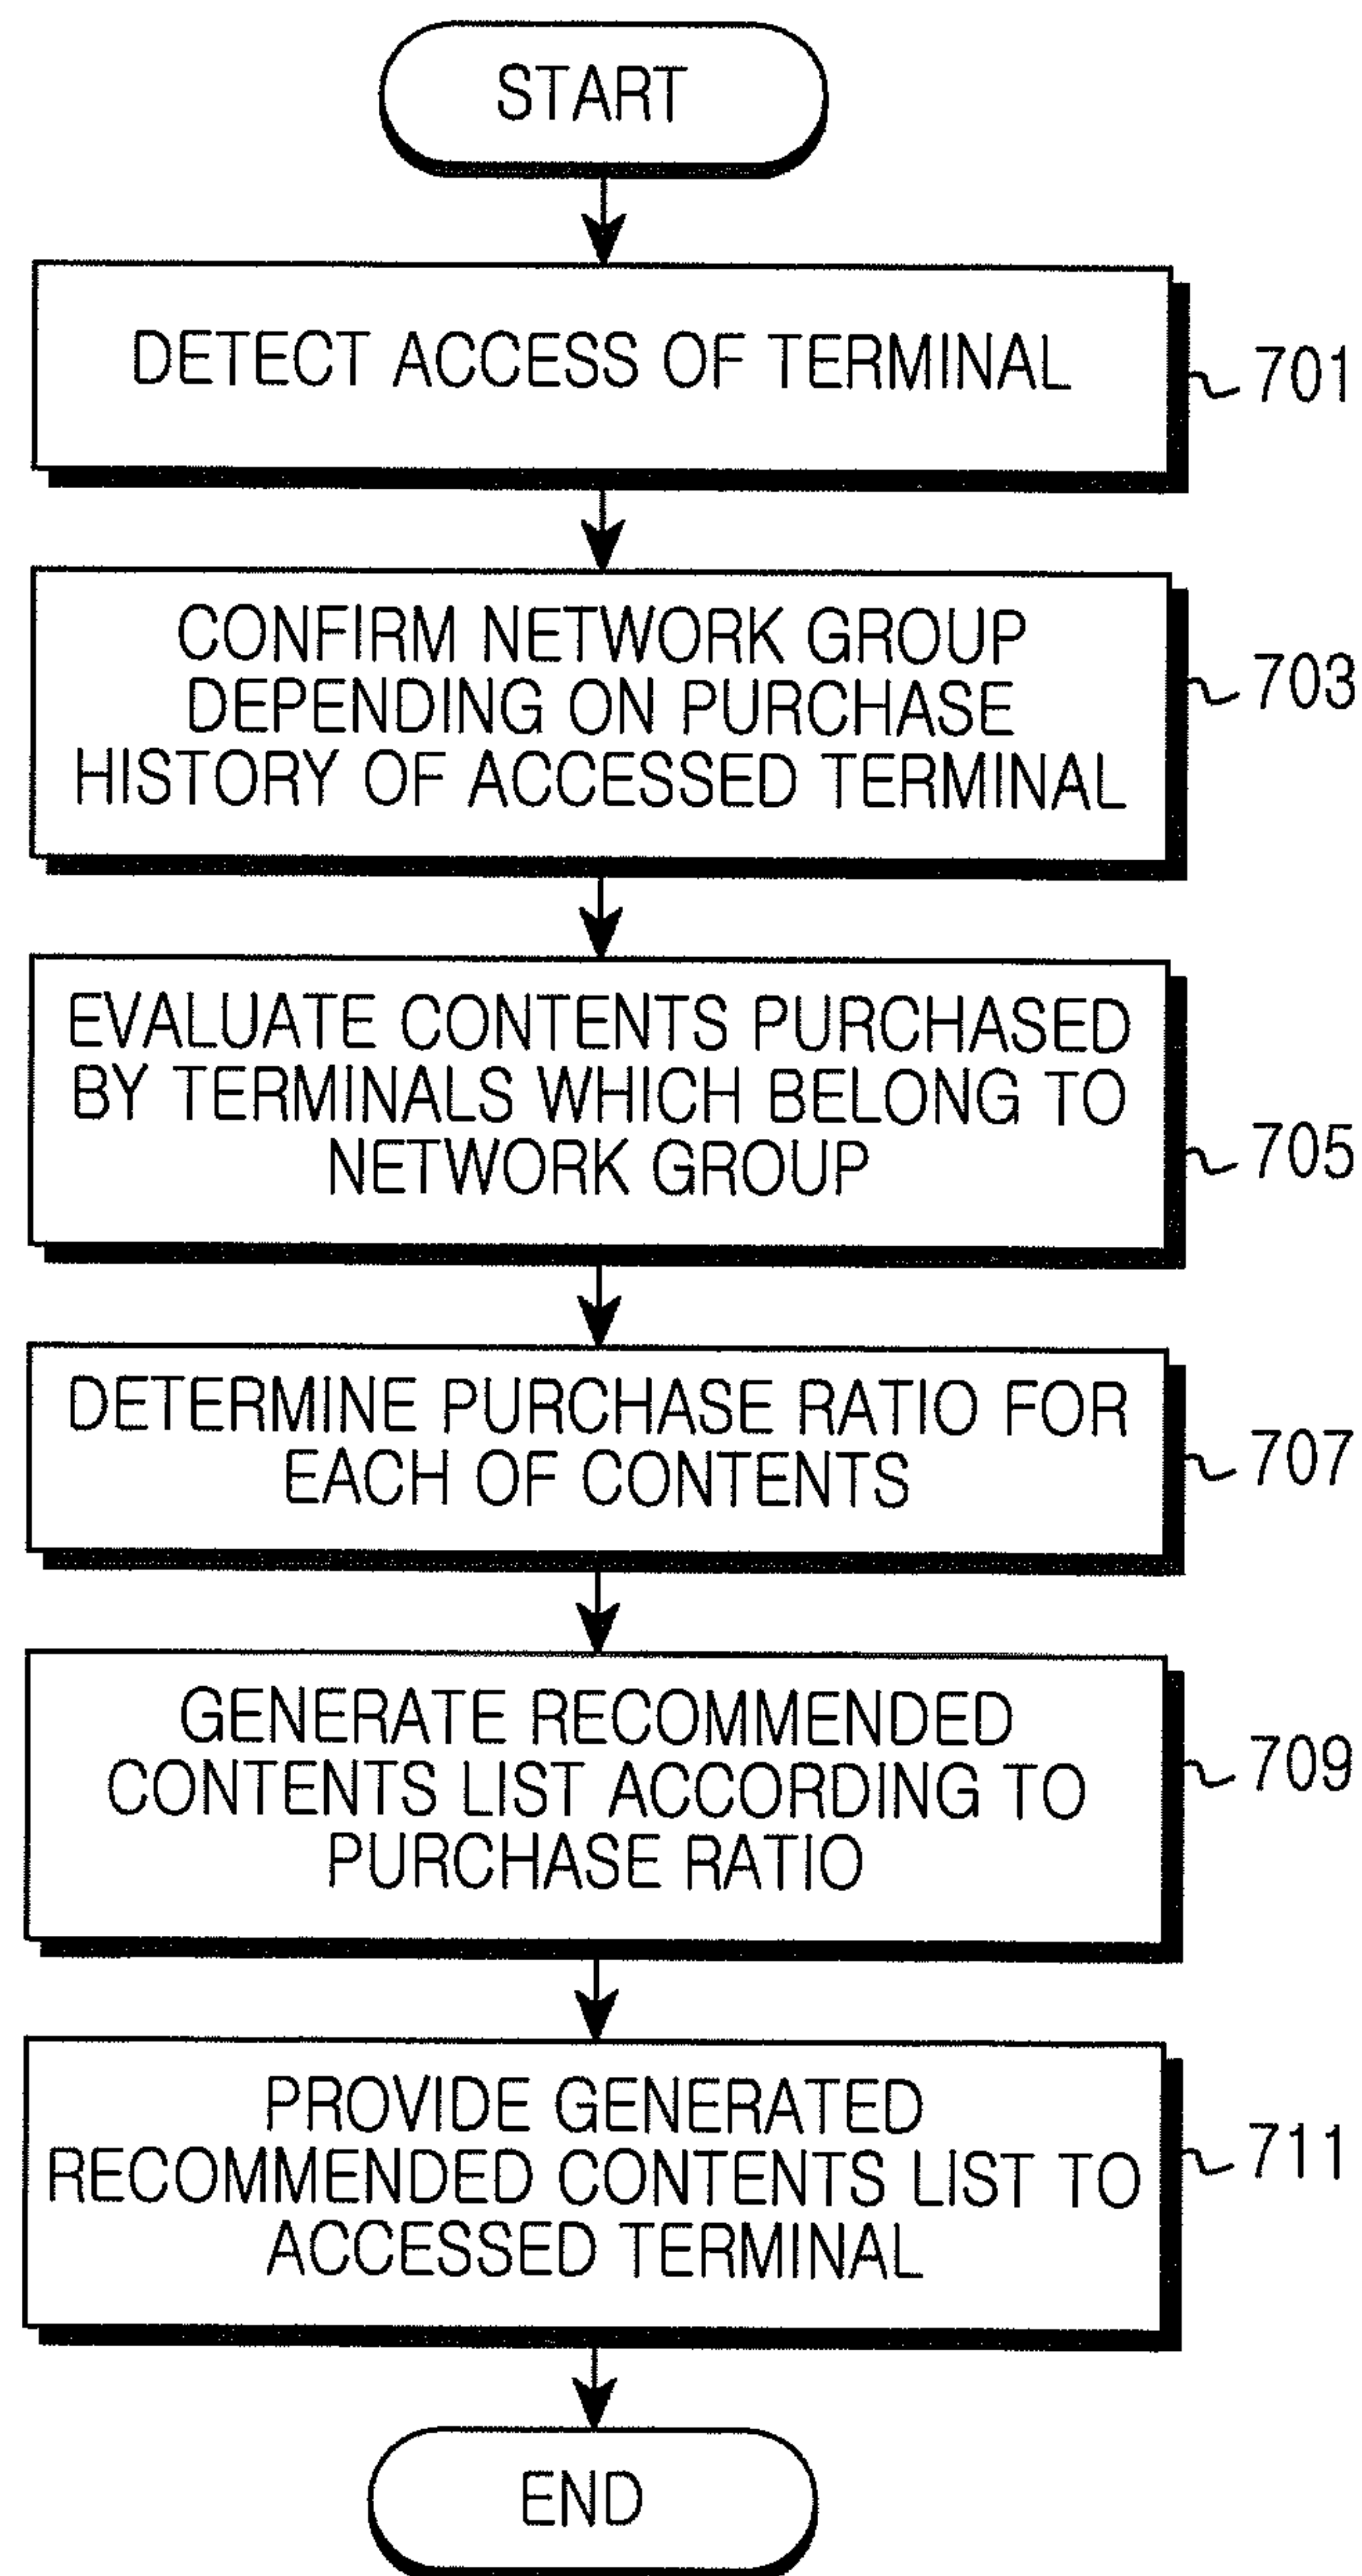 START
DETECT ACCESS OF TERMINAL
701
CONFIRM NETWORK GROUP
DEPENDING ON PURCHASE
HISTORY OF ACCESSED TERMINAL
703
EVALUATE CONTENTS PURCHASED
BY TERMINALS WHICH BELONG TO
NETWORK GROUP
705
DETERMINE PURCHASE RATIO FOR
EACH OF CONTENTS
707
GENERATE RECOMMENDED
CONTENTS LIST ACCORDING TO
PURCHASE RATIO
709
PROVIDE GENERATED
RECOMMENDED CONTENTS LIST TO
ACCESSED TERMINAL
711
END